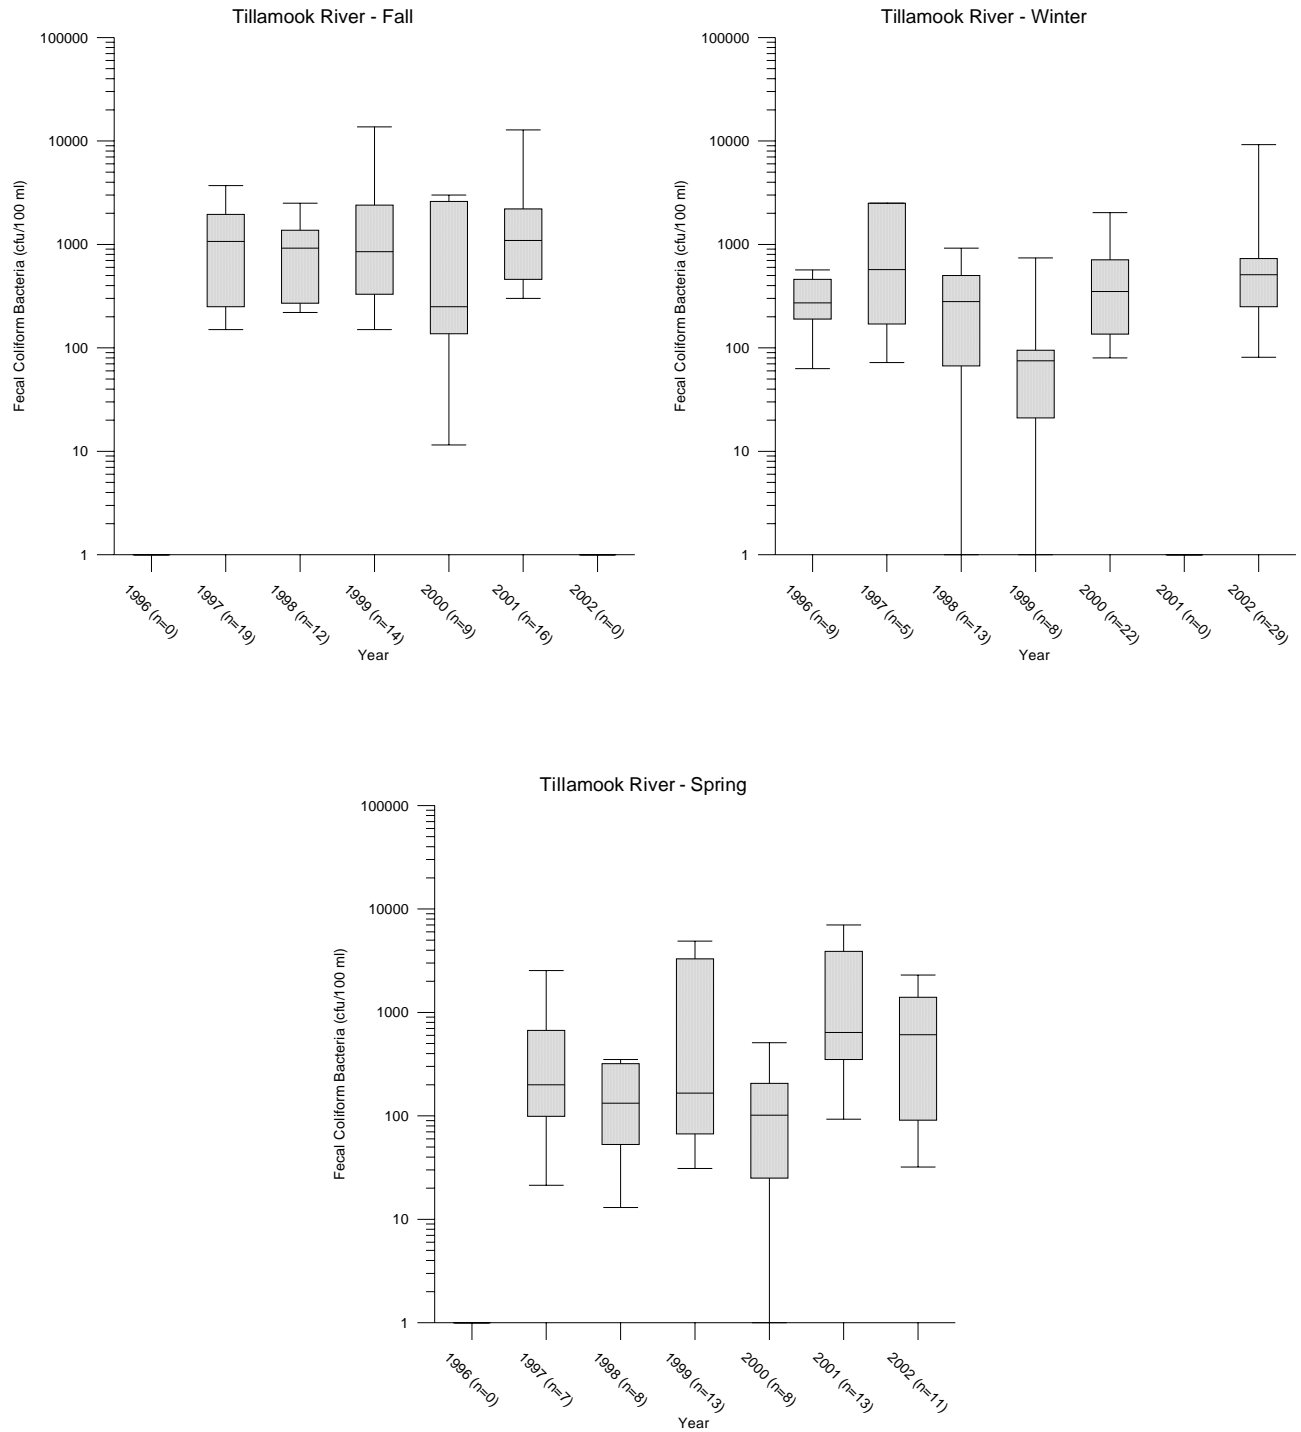 Tillamook River - Fall
100000
10000
1000
100
10
1
Fecal Coliform Bacteria (cfu/100 ml)
1996 (n=0)
1997 (n=19)
1998 (n=12)
1999 (n=14)
2000 (n=9)
2001 (n=16)
2002 (n=0)
Year
Tillamook River - Winter
100000
10000
1000
100
10
1
Fecal Coliform Bacteria (cfu/100 ml)
1996 (n=9)
1997 (n=5)
1998 (n=13)
1999 (n=8)
2000 (n=22)
2001 (n=0)
2002 (n=29)
Year
Tillamook River - Spring
100000
10000
1000
100
10
1
Fecal Coliform Bacteria (cfu/100 ml)
1996 (n=0)
1997 (n=7)
1998 (n=8)
1999 (n=13)
2000 (n=8)
2001 (n=13)
2002 (n=11)
Year